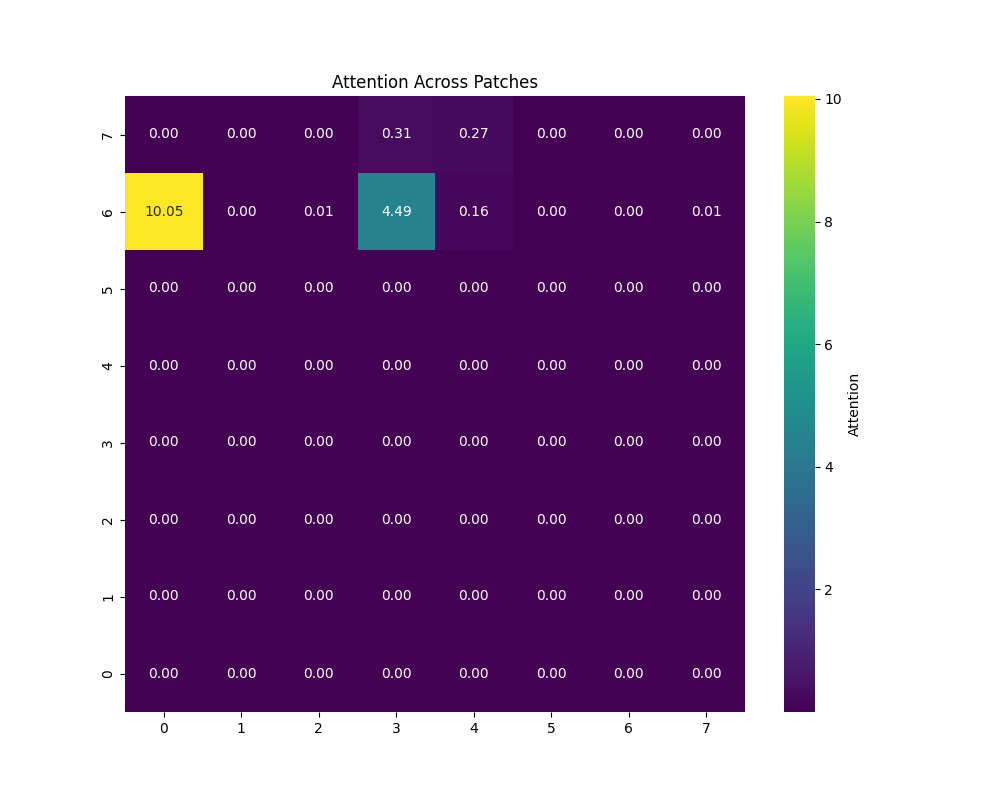 Attention Across Patches
7 0.00 0.00 0.00 0.31 0.27 0.00 0.00 0.00
6 10.05 0.00 0.01 4.49 0.16 0.00 0.00 0.01
5 0.00 0.00 0.00 0.00 0.00 0.00 0.00 0.00
4 0.00 0.00 0.00 0.00 0.00 0.00 0.00 0.00
3 0.00 0.00 0.00 0.00 0.00 0.00 0.00 0.00
2 0.00 0.00 0.00 0.00 0.00 0.00 0.00 0.00
1 0.00 0.00 0.00 0.00 0.00 0.00 0.00 0.00
0 0.00 0.00 0.00 0.00 0.00 0.00 0.00 0.00
0 1 2 3 4 5 6 7
10
8
6
4
2
Attention